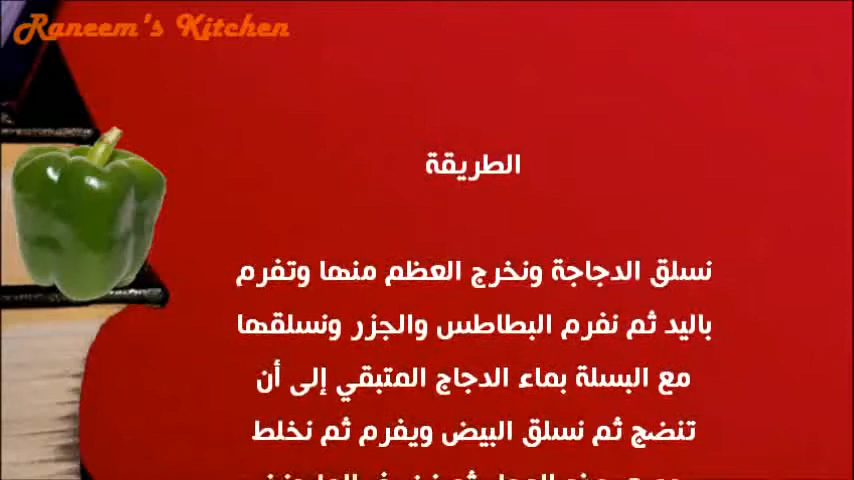 Raneem's Kitchen
الطريقة
نسلق الدجاجة ونخرج العظم منها وتفرم
باليد ثم نفرم البطاطس والجزر ونسلقها
مع البسلة بماء الدجاج المتبقي إلى أن
تنضج ثم نسلق البيض ويفرم ثم نخلط